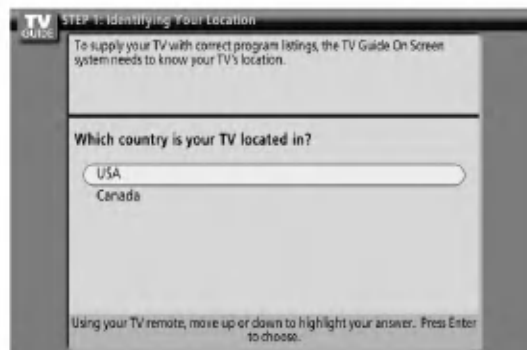 TV
GUIDE
STEP 1: Identifying Your Location
To supply your TV with correct program listings, the TV Guide On Screen
system needs to know your TV's location.
Which country is your TV located in?
USA
Canada
Using your TV remote, move up or down to highlight your answer. Press Enter
to choose.